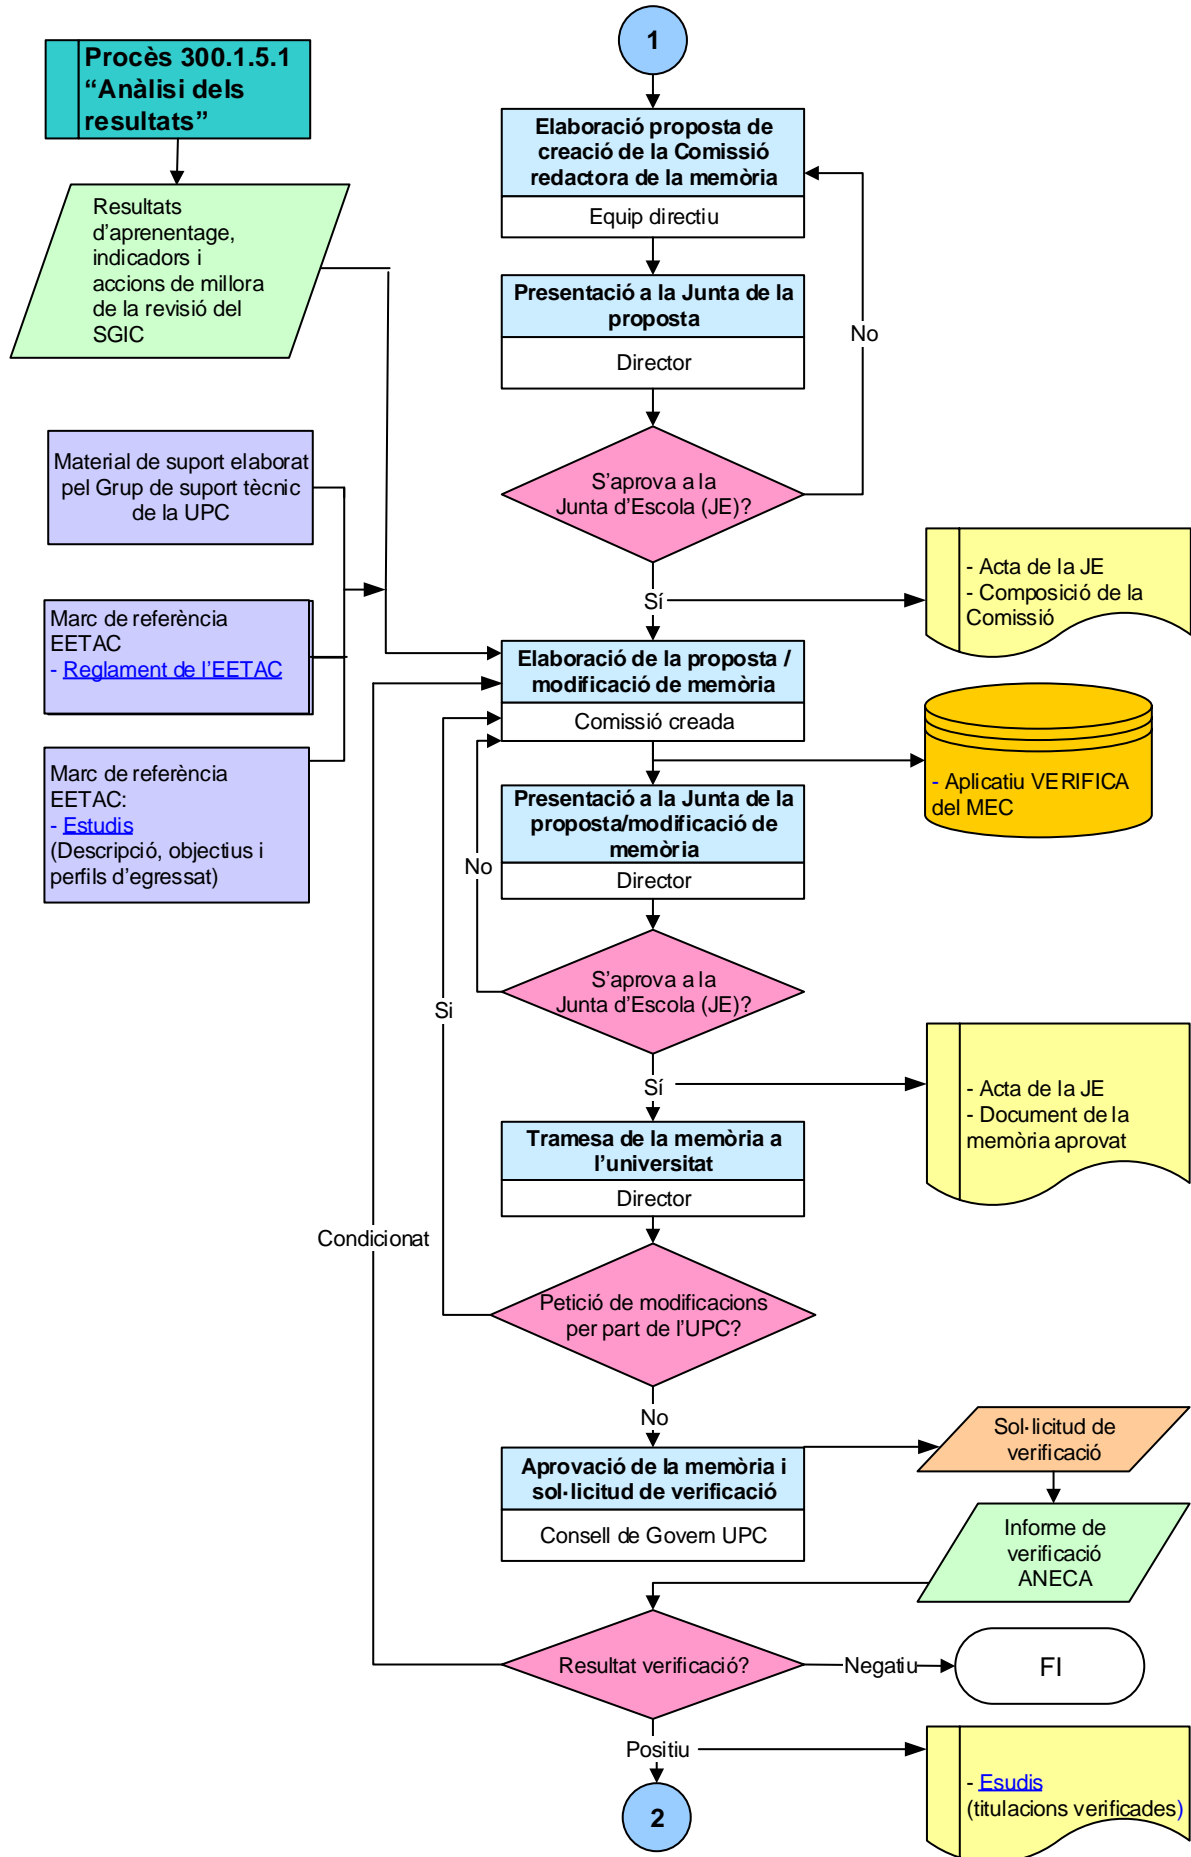 1
Procès 300.1.5.1
“Anàlisi dels
resultats”
Elaboració proposta de
creació de la Comissió
redactora de la memòria
Equip directiu
Resultats
d’aprenentage,
indicadors i
accions de millora
de la revisió del
SGIC
Presentació a la Junta de la
proposta
Director
No
Material de suport elaborat
pel Grup de suport tècnic
de la UPC
S’aprova a la
Junta d’Escola (JE)?
Sí
- Acta de la JE
- Composició de la
Comissió
Marc de referència
EETAC
- Reglament de l’EETAC
Elaboració de la proposta /
modificació de memòria
Comissió creada
- Aplicatiu VERIFICA
del MEC
Marc de referència
EETAC:
- Estudis
(Descripció, objectius i
perfils d’egressat)
Presentació a la Junta de la
proposta/modificació de
memòria
Director
No
S’aprova a la
Junta d’Escola (JE)?
Si
Sí
- Acta de la JE
- Document de la
memòria aprovat
Tramesa de la memòria a
l’universitat
Director
Condicionat
Petició de modificacions
per part de l’UPC?
No
Aprovació de la memòria i
sol·licitud de verificació
Consell de Govern UPC
Sol·licitud de
verificació
Informe de
verificació
ANECA
Resultat verificació?
Negatiu
FI
Positiu
- Esudis
(titulacions verificades)
2